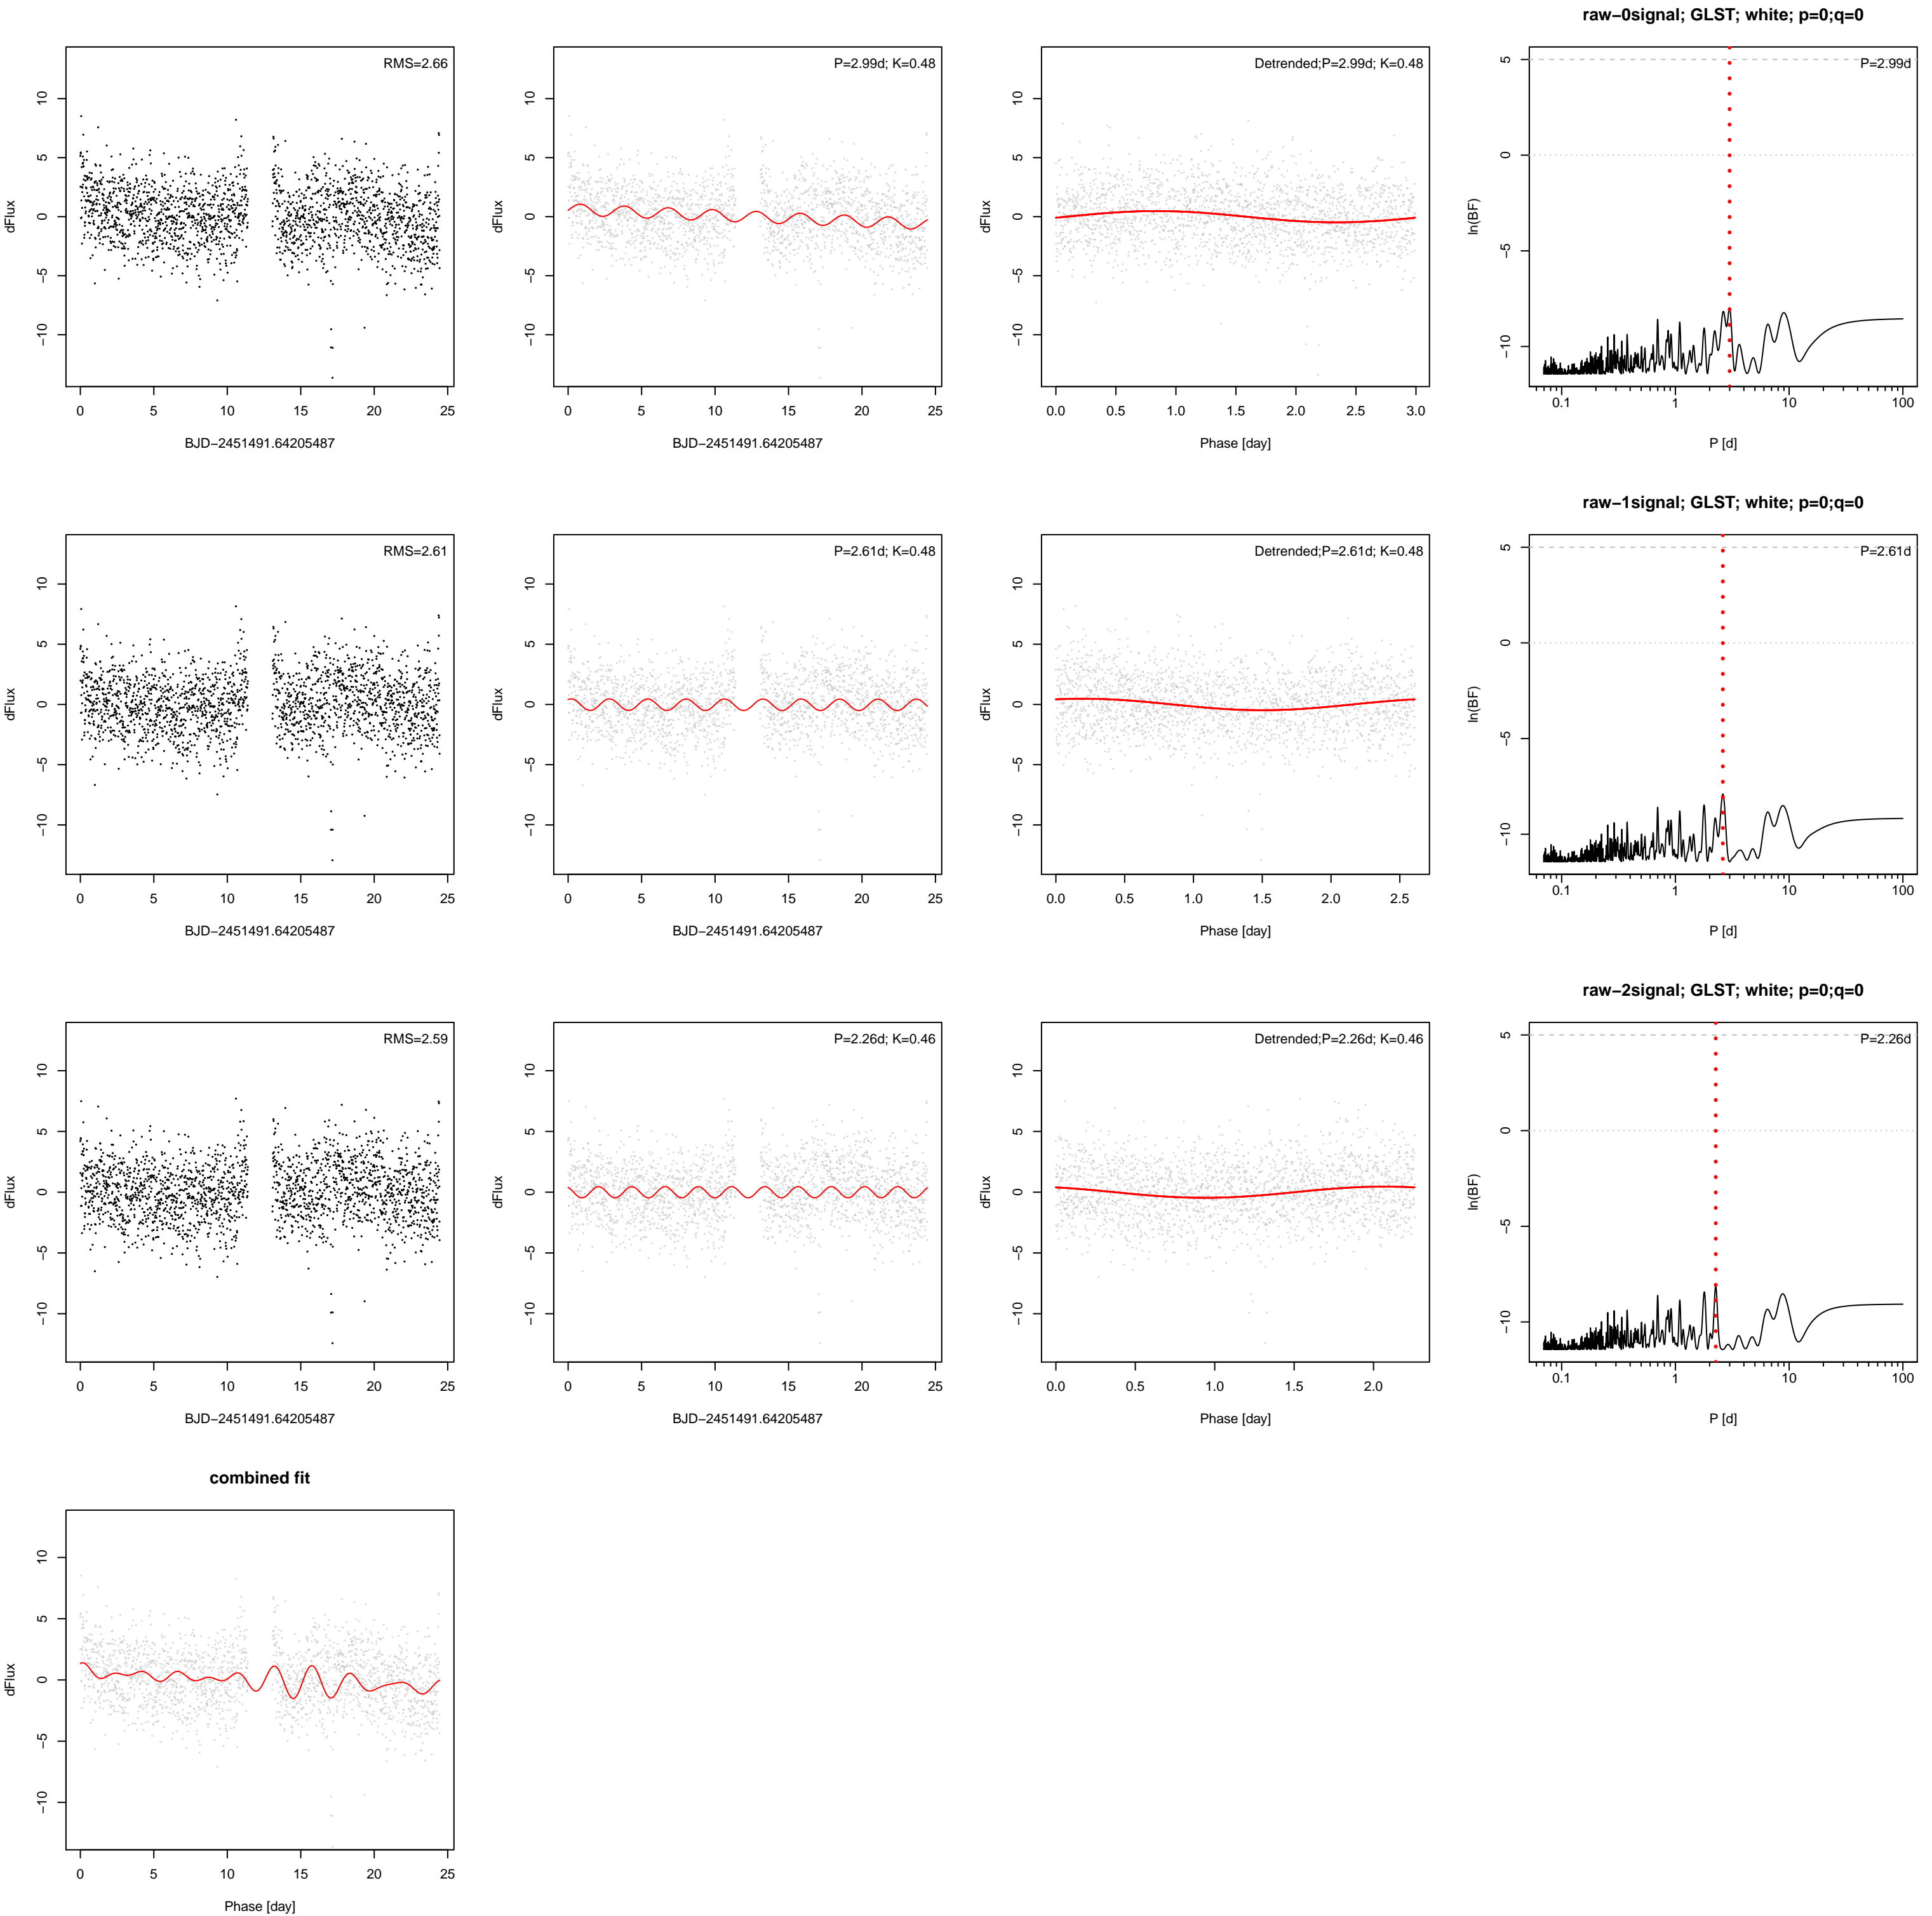 raw−0signal; GLST; white; p=0;q=0
RMS=2.66
P=2.99d; K=0.48
Detrended;P=2.99d; K=0.48
P=2.99d
dFlux
dFlux
dFlux
ln(BF)
10
5
0
−5
−10
10
5
0
−5
−10
10
5
0
−5
−10
5
0
−5
−10
0 5 10 15 20 25
0 5 10 15 20 25
0.0 0.5 1.0 1.5 2.0 2.5 3.0
0.1 1 10 100
BJD−2451491.64205487
BJD−2451491.64205487
Phase [day]
P [d]
raw−1signal; GLST; white; p=0;q=0
RMS=2.61
P=2.61d; K=0.48
Detrended;P=2.61d; K=0.48
P=2.61d
dFlux
dFlux
dFlux
ln(BF)
10
5
0
−5
−10
10
5
0
−5
−10
10
5
0
−5
−10
5
0
−5
−10
0 5 10 15 20 25
0 5 10 15 20 25
0.0 0.5 1.0 1.5 2.0 2.5
0.1 1 10 100
BJD−2451491.64205487
BJD−2451491.64205487
Phase [day]
P [d]
raw−2signal; GLST; white; p=0;q=0
RMS=2.59
P=2.26d; K=0.46
Detrended;P=2.26d; K=0.46
P=2.26d
dFlux
dFlux
dFlux
ln(BF)
10
5
0
−5
−10
10
5
0
−5
−10
10
5
0
−5
−10
5
0
−5
−10
0 5 10 15 20 25
0 5 10 15 20 25
0.0 0.5 1.0 1.5 2.0
0.1 1 10 100
BJD−2451491.64205487
BJD−2451491.64205487
Phase [day]
P [d]
combined fit
dFlux
10
5
0
−5
−10
0 5 10 15 20 25
Phase [day]